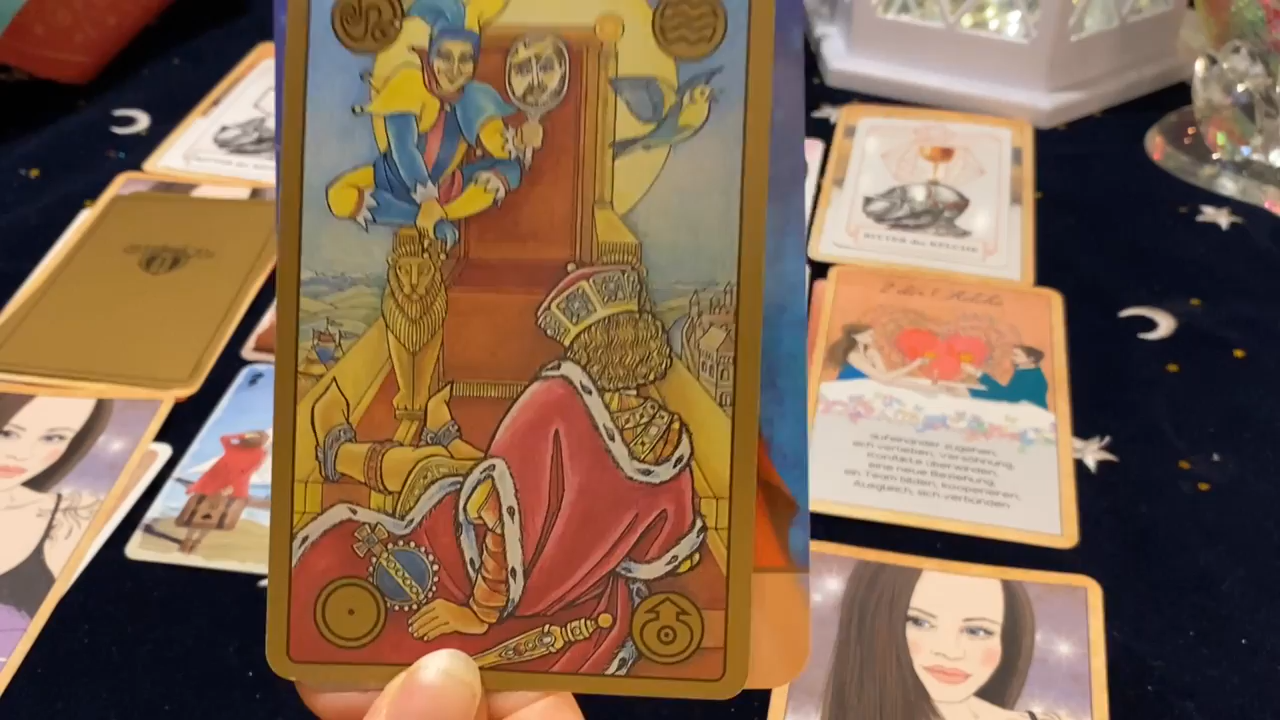 RITTER der KELCHE
2 der Kelche
aufeinander zugehen,
sich verlieben, Versöhnung,
Konflikte überwinden,
eine neue Beziehung,
ein Team bilden, kooperieren,
Ausgleich, sich verbünden